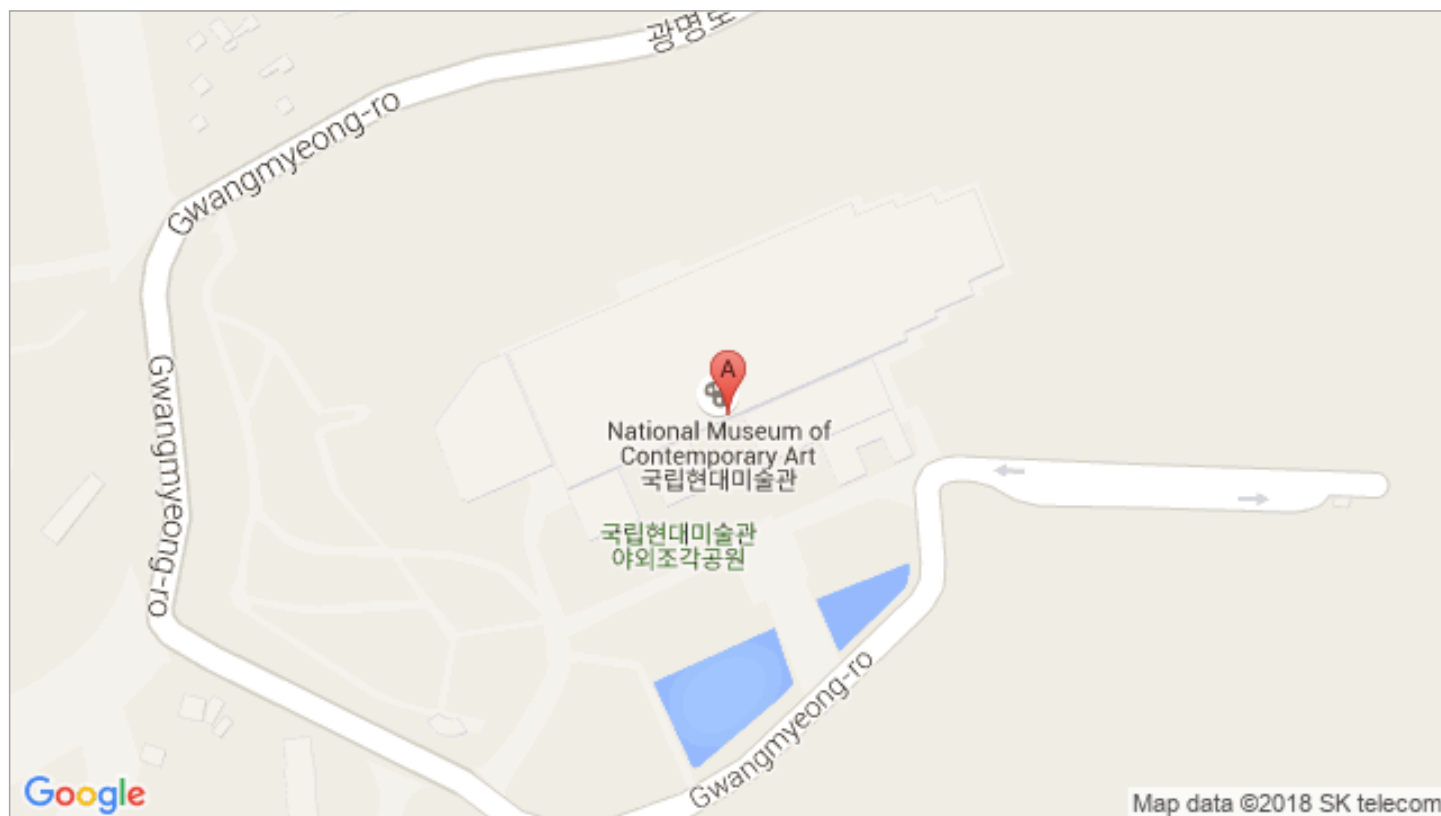 광명로
Gwangmyeong-ro
Gwangmyeong-ro
A
National Museum of
Contemporary Art
국립현대미술관
국립현대미술관
야외조각공원
Gwangmyeong-ro
Google
Map data ©2018 SK telecom